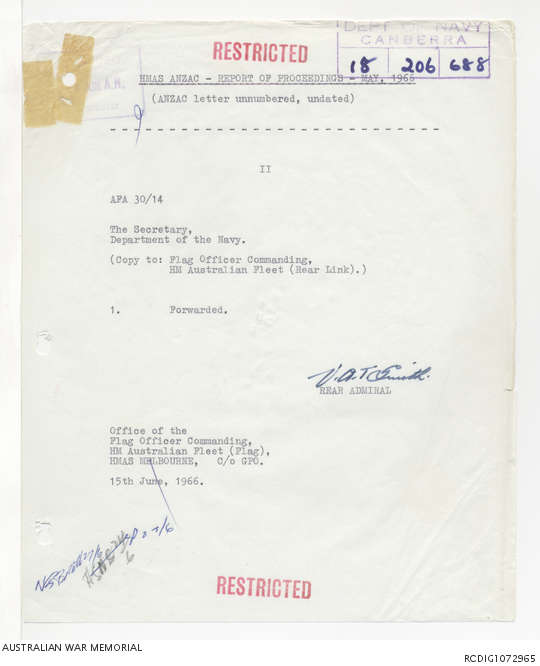 RESTRICTED
DEPT OF NAVY
CANBERRA
18 206 688
HMAS ANZAC - REPORT OF PROCEEDINGS - MAY, 1966
(ANZAC letter unnumbered, undated)
II
AFA 30/14
The Secretary,
Department of the Navy.
(Copy to: Flag Officer Commanding,
HM Australian Fleet (Rear Link).)
1. Forwarded.
V.A.T. Smith.
REAR ADMIRAL
Office of the
Flag Officer Commanding,
HM Australian Fleet (Flag),
HMAS MELBOURNE, C/o GPO.
15th June, 1966.
22/6
RESTRICTED
AUSTRALIAN WAR MEMORIAL
RCDIG1072965